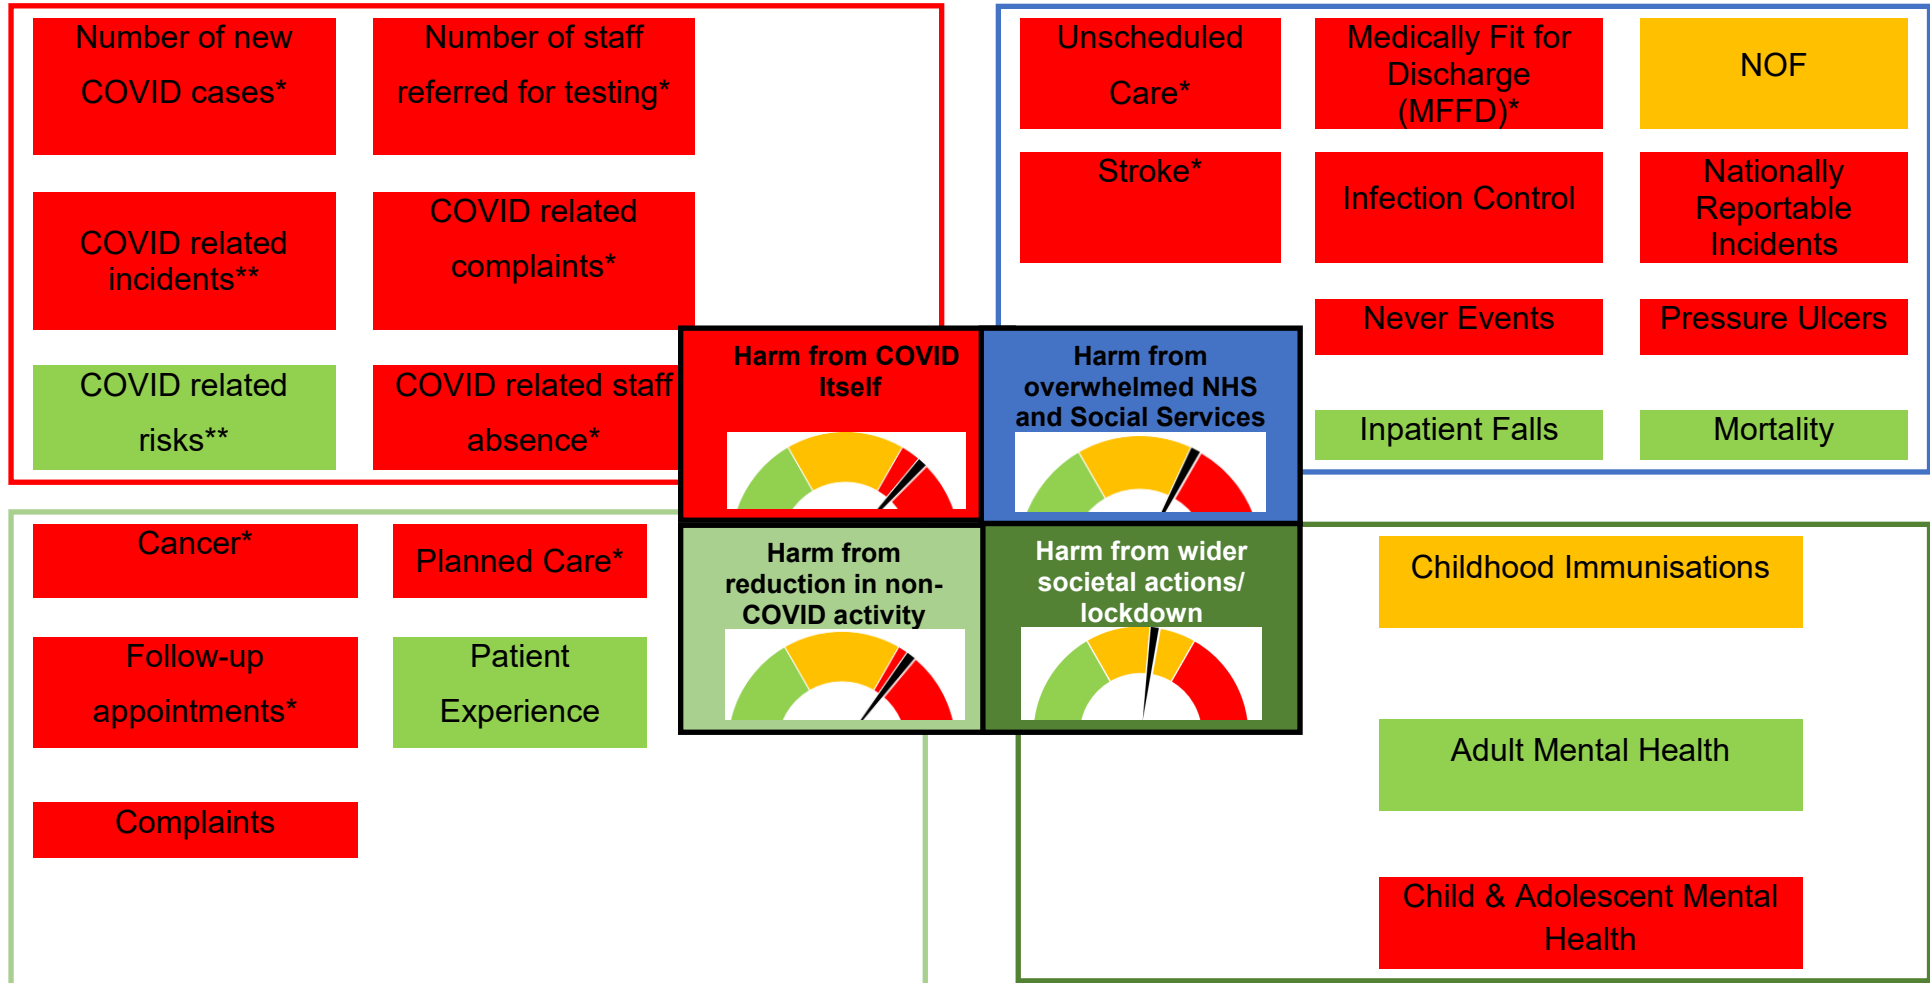 Number of new
COVID cases*
Number of staff
referred for testing*
COVID related
incidents**
COVID related
complaints*
COVID related
risks**
COVID related staff
absence*
Unscheduled
Care*
Medically Fit for
Discharge
(MFFD)*
NOF
Stroke*
Infection Control
Nationally
Reportable
Incidents
Never Events
Pressure Ulcers
Inpatient Falls
Mortality
Harm from COVID
Itself
Harm from
overwhelmed NHS
and Social Services
Harm from
reduction in non-
COVID activity
Harm from wider
societal actions/
lockdown
Cancer*
Planned Care*
Follow-up
appointments*
Patient
Experience
Complaints
Childhood Immunisations
Adult Mental Health
Child & Adolescent Mental
Health